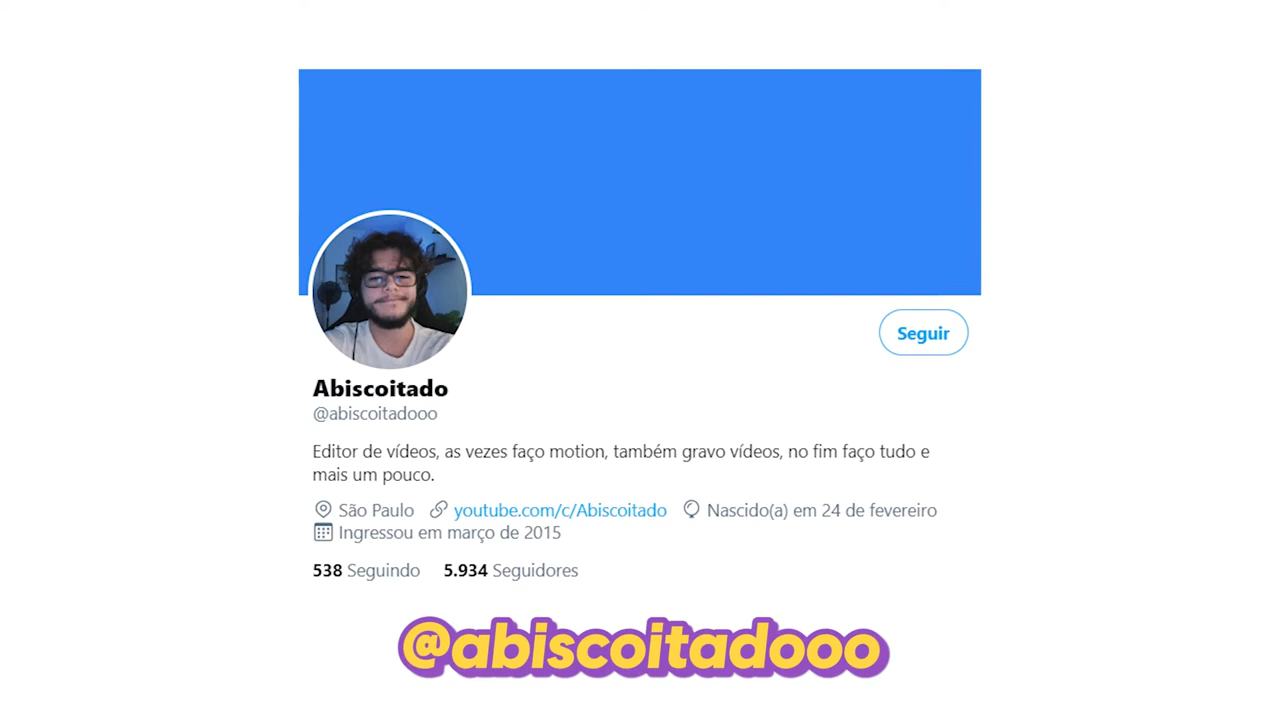 Seguir
Abiscoitado
@abiscoitadooo
Editor de vídeos, as vezes faço motion, também gravo vídeos, no fim faço tudo e
mais um pouco.
São Paulo youtube.com/c/Abiscoitado Nascido(a) em 24 de fevereiro
Ingressou em março de 2015
538 Seguindo 5.934 Seguidores
@abiscoitadooo